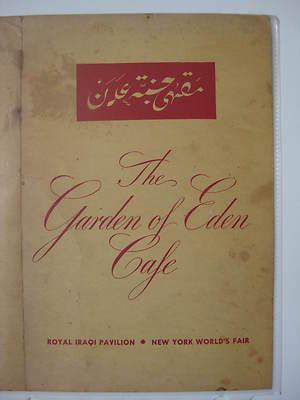 مقهى جنة عدن
The
Garden of Eden
Cafe
ROYAL IRAQI PAVILION ● NEW YORK WORLD'S FAIR